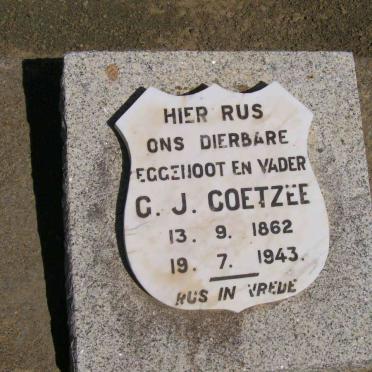 HIER RUS
ONS DIERBARE
EGGENOOT EN VADER
C. J. COETZEE
13. 9. 1862
19. 7. 1943.
RUS IN VREDE